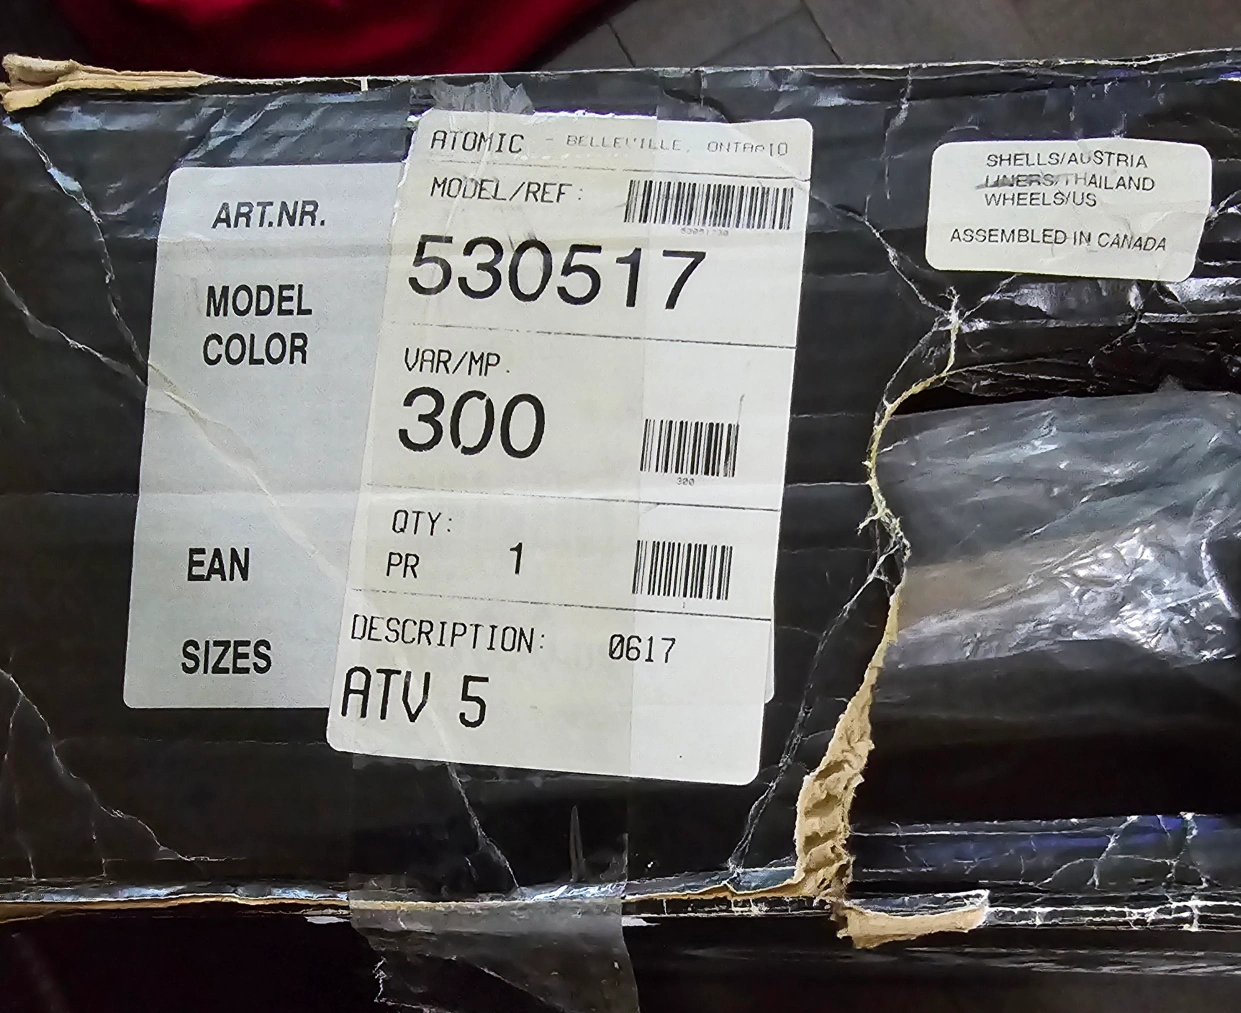 ART.NR.
MODEL
COLOR
EAN
SIZES
ATOMIC - BELLEVILLE, ONTARIO
MODEL/REF:
530517
VAR/MP.
300
300
QTY:
PR 1
1
DESCRIPTION: 0617
ATV 5
SHELLS/AUSTRIA
LINERS/THAILAND
WHEELS/US
ASSEMBLED IN CANADA